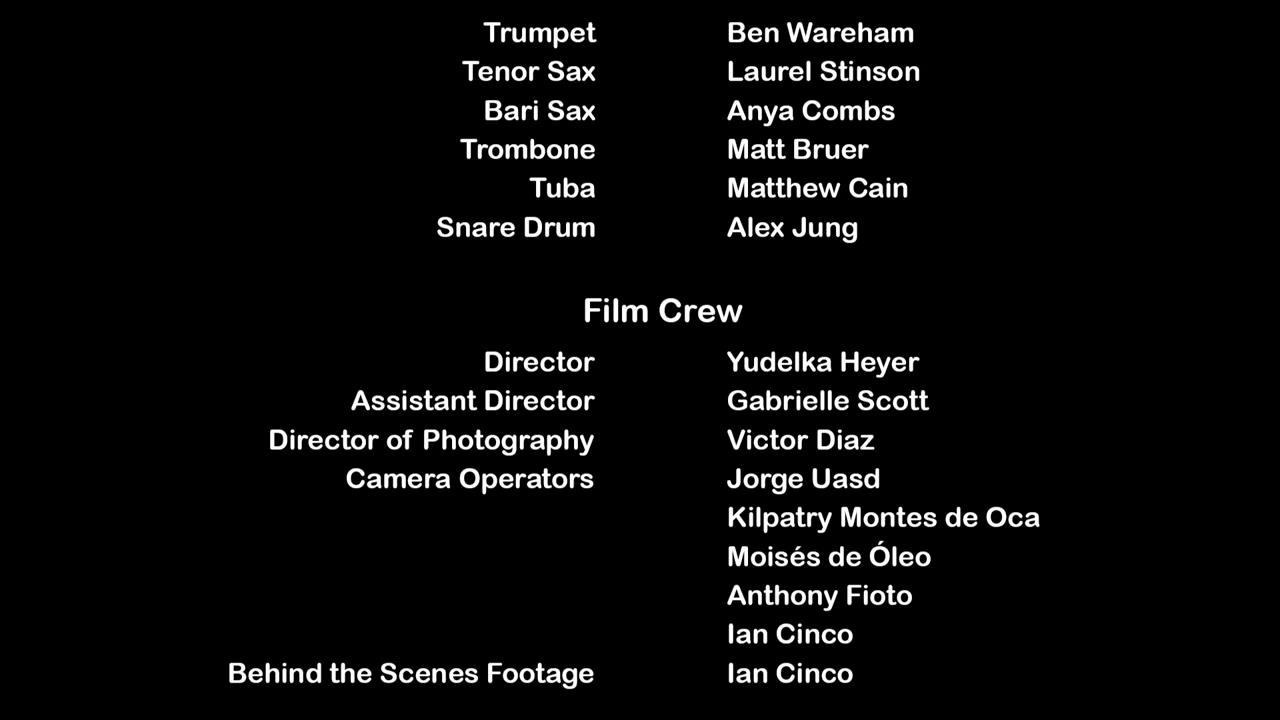 Trumpet Ben Wareham
Tenor Sax Laurel Stinson
Bari Sax Anya Combs
Trombone Matt Bruer
Tuba Matthew Cain
Snare Drum Alex Jung
Film Crew
Director Yudelka Heyer
Assistant Director Gabrielle Scott
Director of Photography Victor Diaz
Camera Operators Jorge Uasd
Kilpatry Montes de Oca
Moisés de Óleo
Anthony Fioto
Ian Cinco
Behind the Scenes Footage Ian Cinco